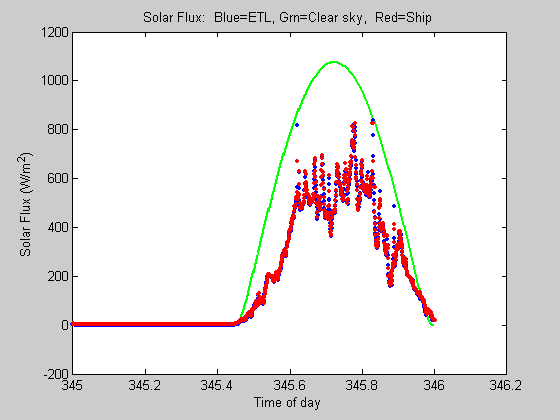 Solar Flux:  Blue=ETL, Grn=Clear sky,  Red=Ship
1200
1000
800
600
400
200
0
-200
Solar Flux (W/m²)
345 345.2 345.4 345.6 345.8 346 346.2
Time of day